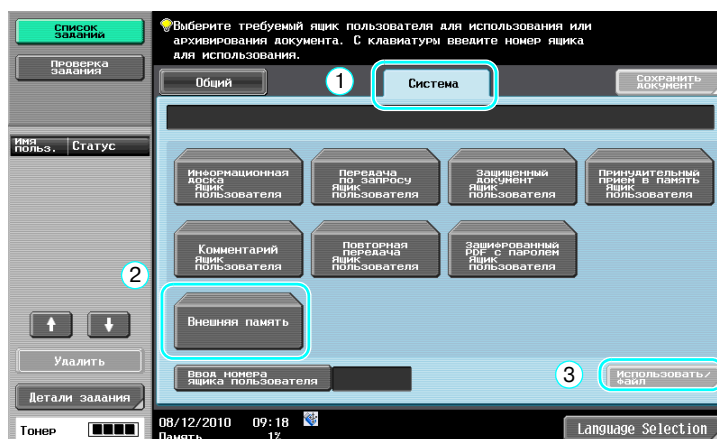 Список
заданий
Проверка
задания
Имя
польз.
Статус
Удалить
Детали задания
Тонер
Выберите требуемый ящик пользователя для использования или
архивирования документа. С клавиатуры введите номер ящика
для использования.
Общий
1
Система
Сохранить
документ
Информационная
доска
Ящик
пользователя
Передача
по запросу
Ящик
пользователя
Защищенный
документ
Ящик
пользователя
Принудительный
прием в память
Ящик
пользователя
Комментарий
Ящик
пользователя
Повторная
передача
Ящик
пользователя
Зашифрованный
PDF с паролем
Ящик
пользователя
2
Внешняя память
Ввод номера
ящика пользователя
3
Использовать/
файл
08/12/2010 09:18
Память 1%
Language Selection